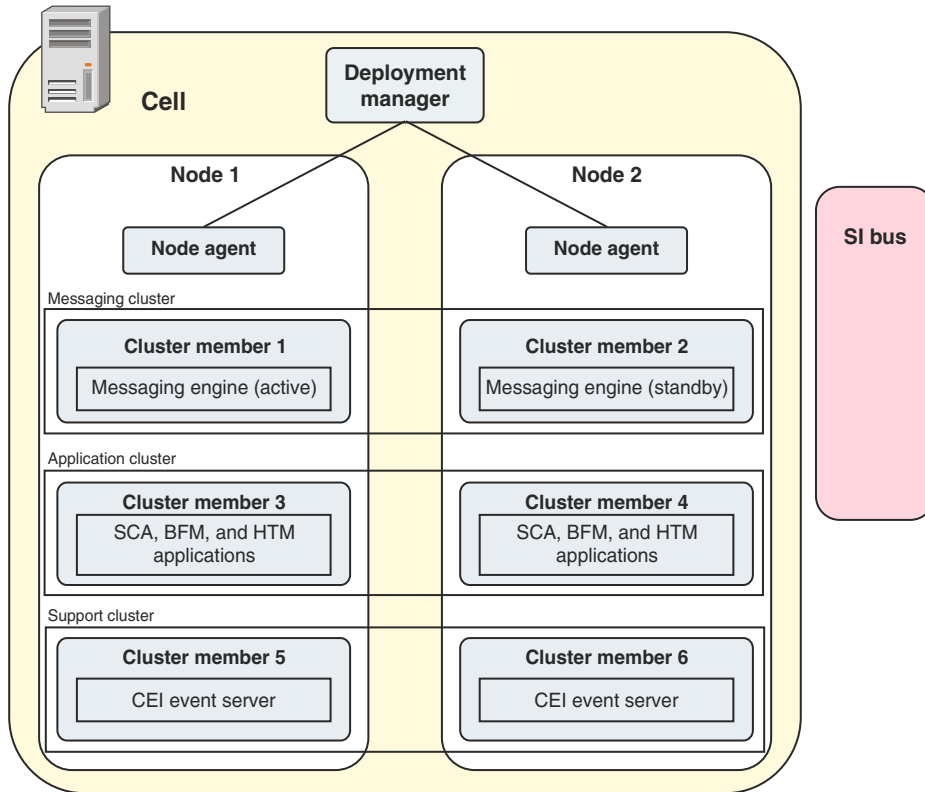 Deployment
manager
Cell
Node 1
Node 2
Node agent
Node agent
SI bus
Messaging cluster
Cluster member 1
Messaging engine (active)
Cluster member 2
Messaging engine (standby)
Application cluster
Cluster member 3
SCA, BFM, and HTM
applications
Cluster member 4
SCA, BFM, and HTM
applications
Support cluster
Cluster member 5
CEI event server
Cluster member 6
CEI event server